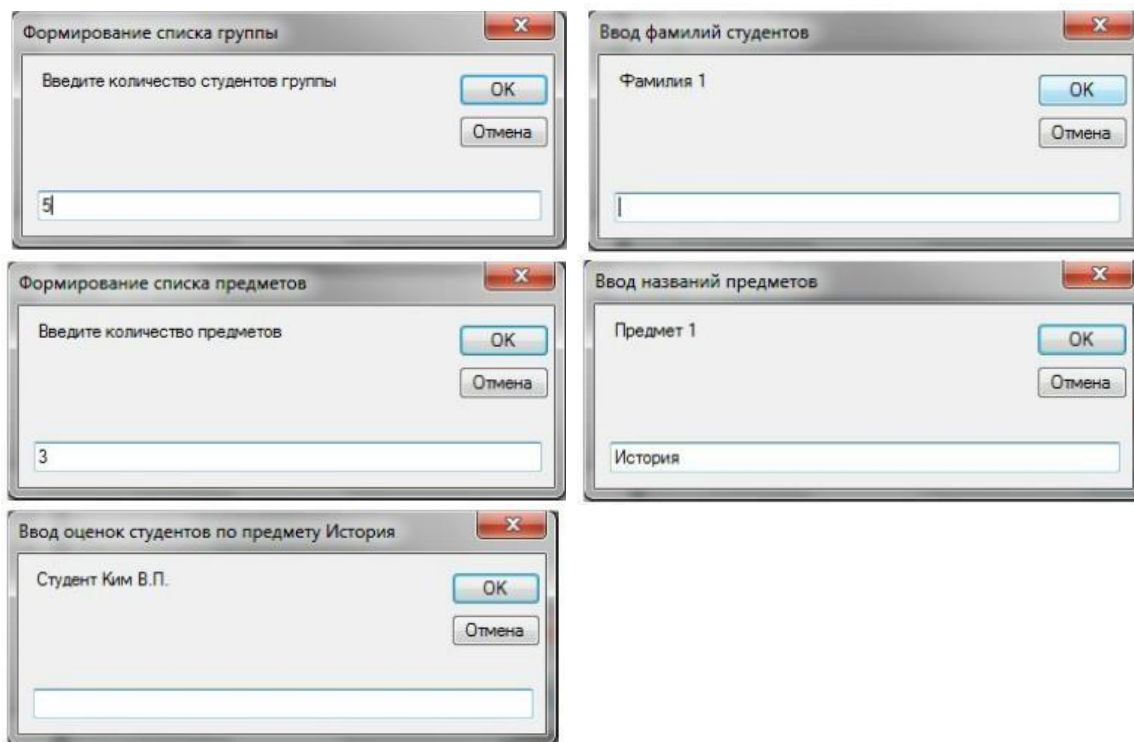 Формирование списка группы
Введите количество студентов группы
OK
Отмена
5
Ввод фамилий студентов
Фамилия 1
OK
Отмена
Формирование списка предметов
Введите количество предметов
OK
Отмена
3
Ввод названий предметов
Предмет 1
OK
Отмена
История
Ввод оценок студентов по предмету История
Студент Ким В.П.
OK
Отмена